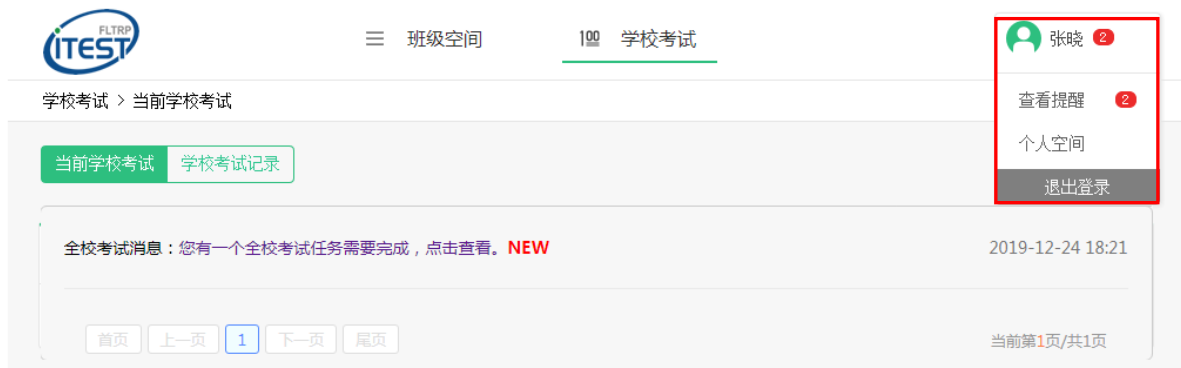 FLTRP
iTEST
班级空间
100 学校考试
张晓 2
学校考试 > 当前学校考试
查看提醒 2
个人空间
退出登录
当前学校考试 学校考试记录
全校考试消息：您有一个全校考试任务需要完成，点击查看。NEW 2019-12-24 18:21
首页 上一页 1 下一页 尾页 当前第1页/共1页